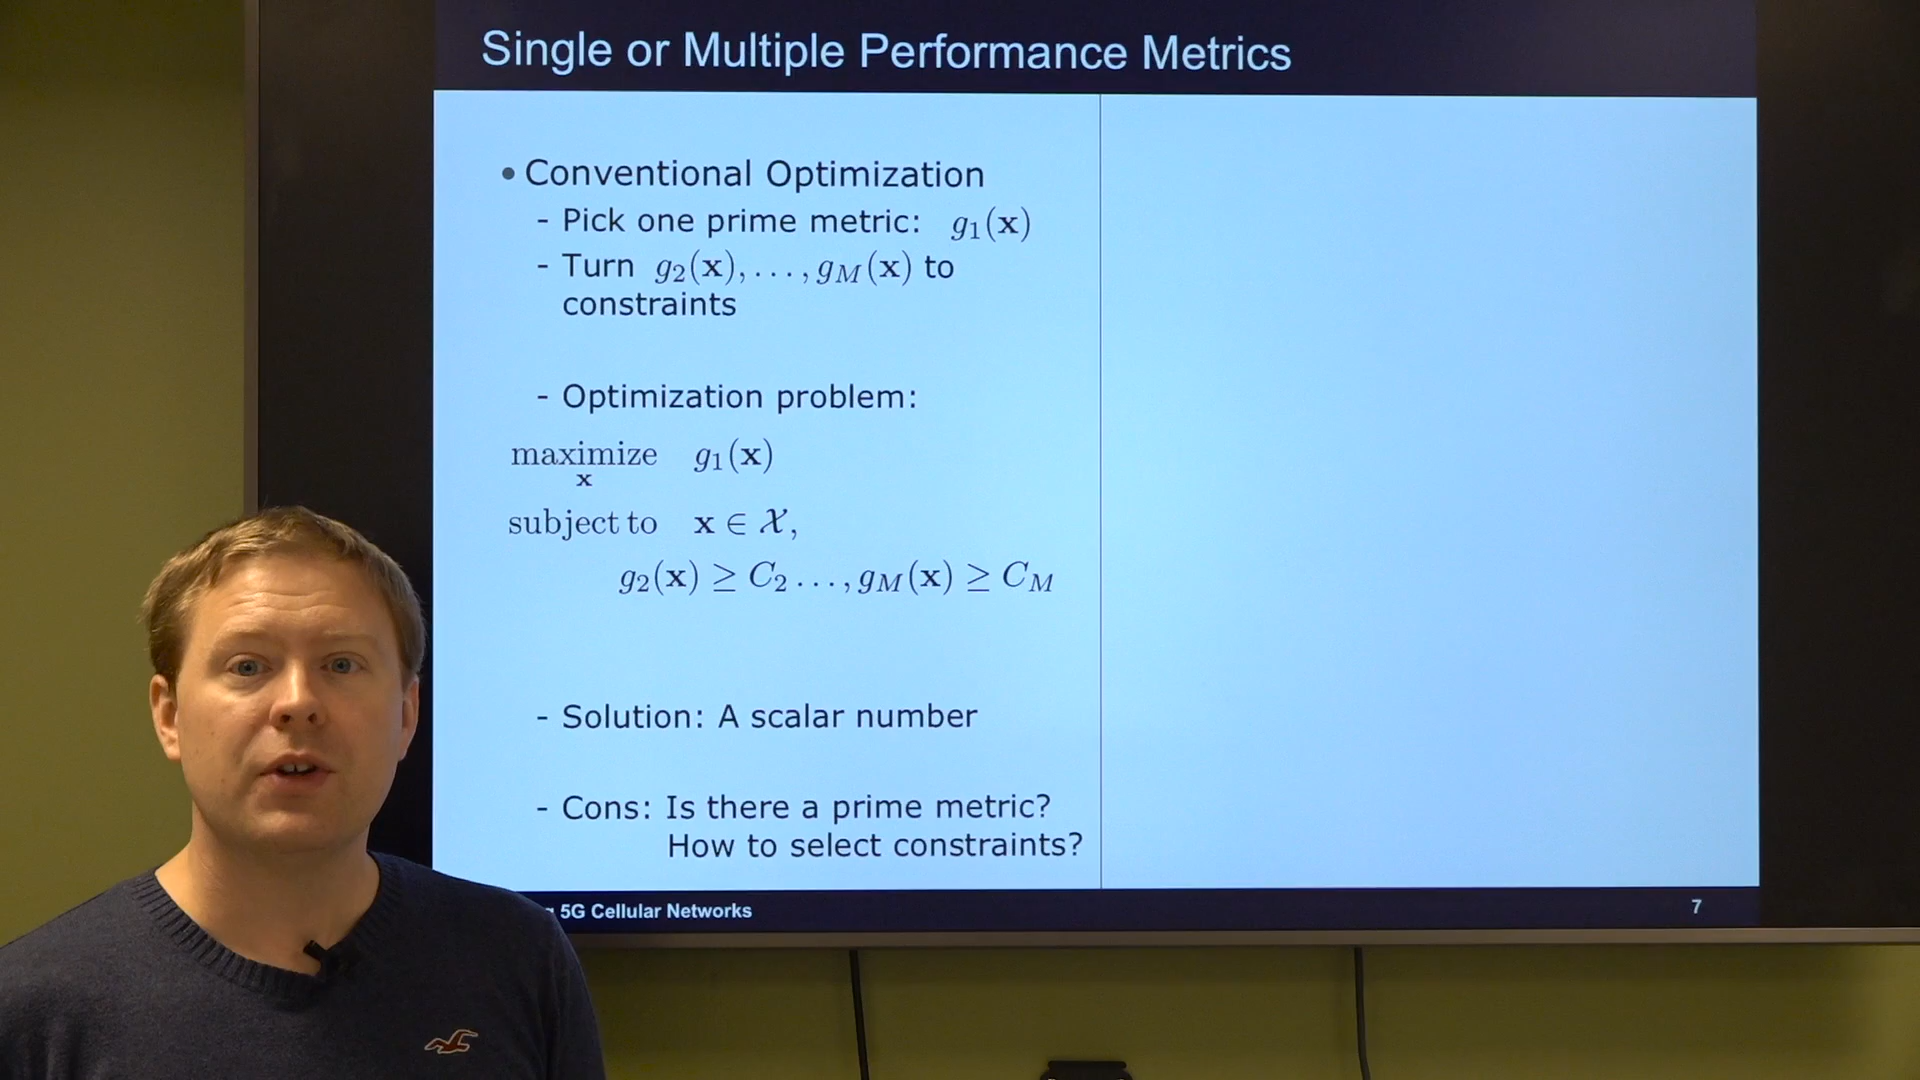 Single or Multiple Performance Metrics
• Conventional Optimization
- Pick one prime metric: g₁(𝐱)
- Turn g₂(𝐱), . . . , g_M(𝐱) to
constraints
- Optimization problem:
maximize g₁(𝐱)
𝐱
subject to 𝐱 ∈ 𝒳,
g₂(𝐱) ≥ C₂ . . . , g_M(𝐱) ≥ C_M
- Solution: A scalar number
- Cons: Is there a prime metric?
How to select constraints?
5G Cellular Networks
7